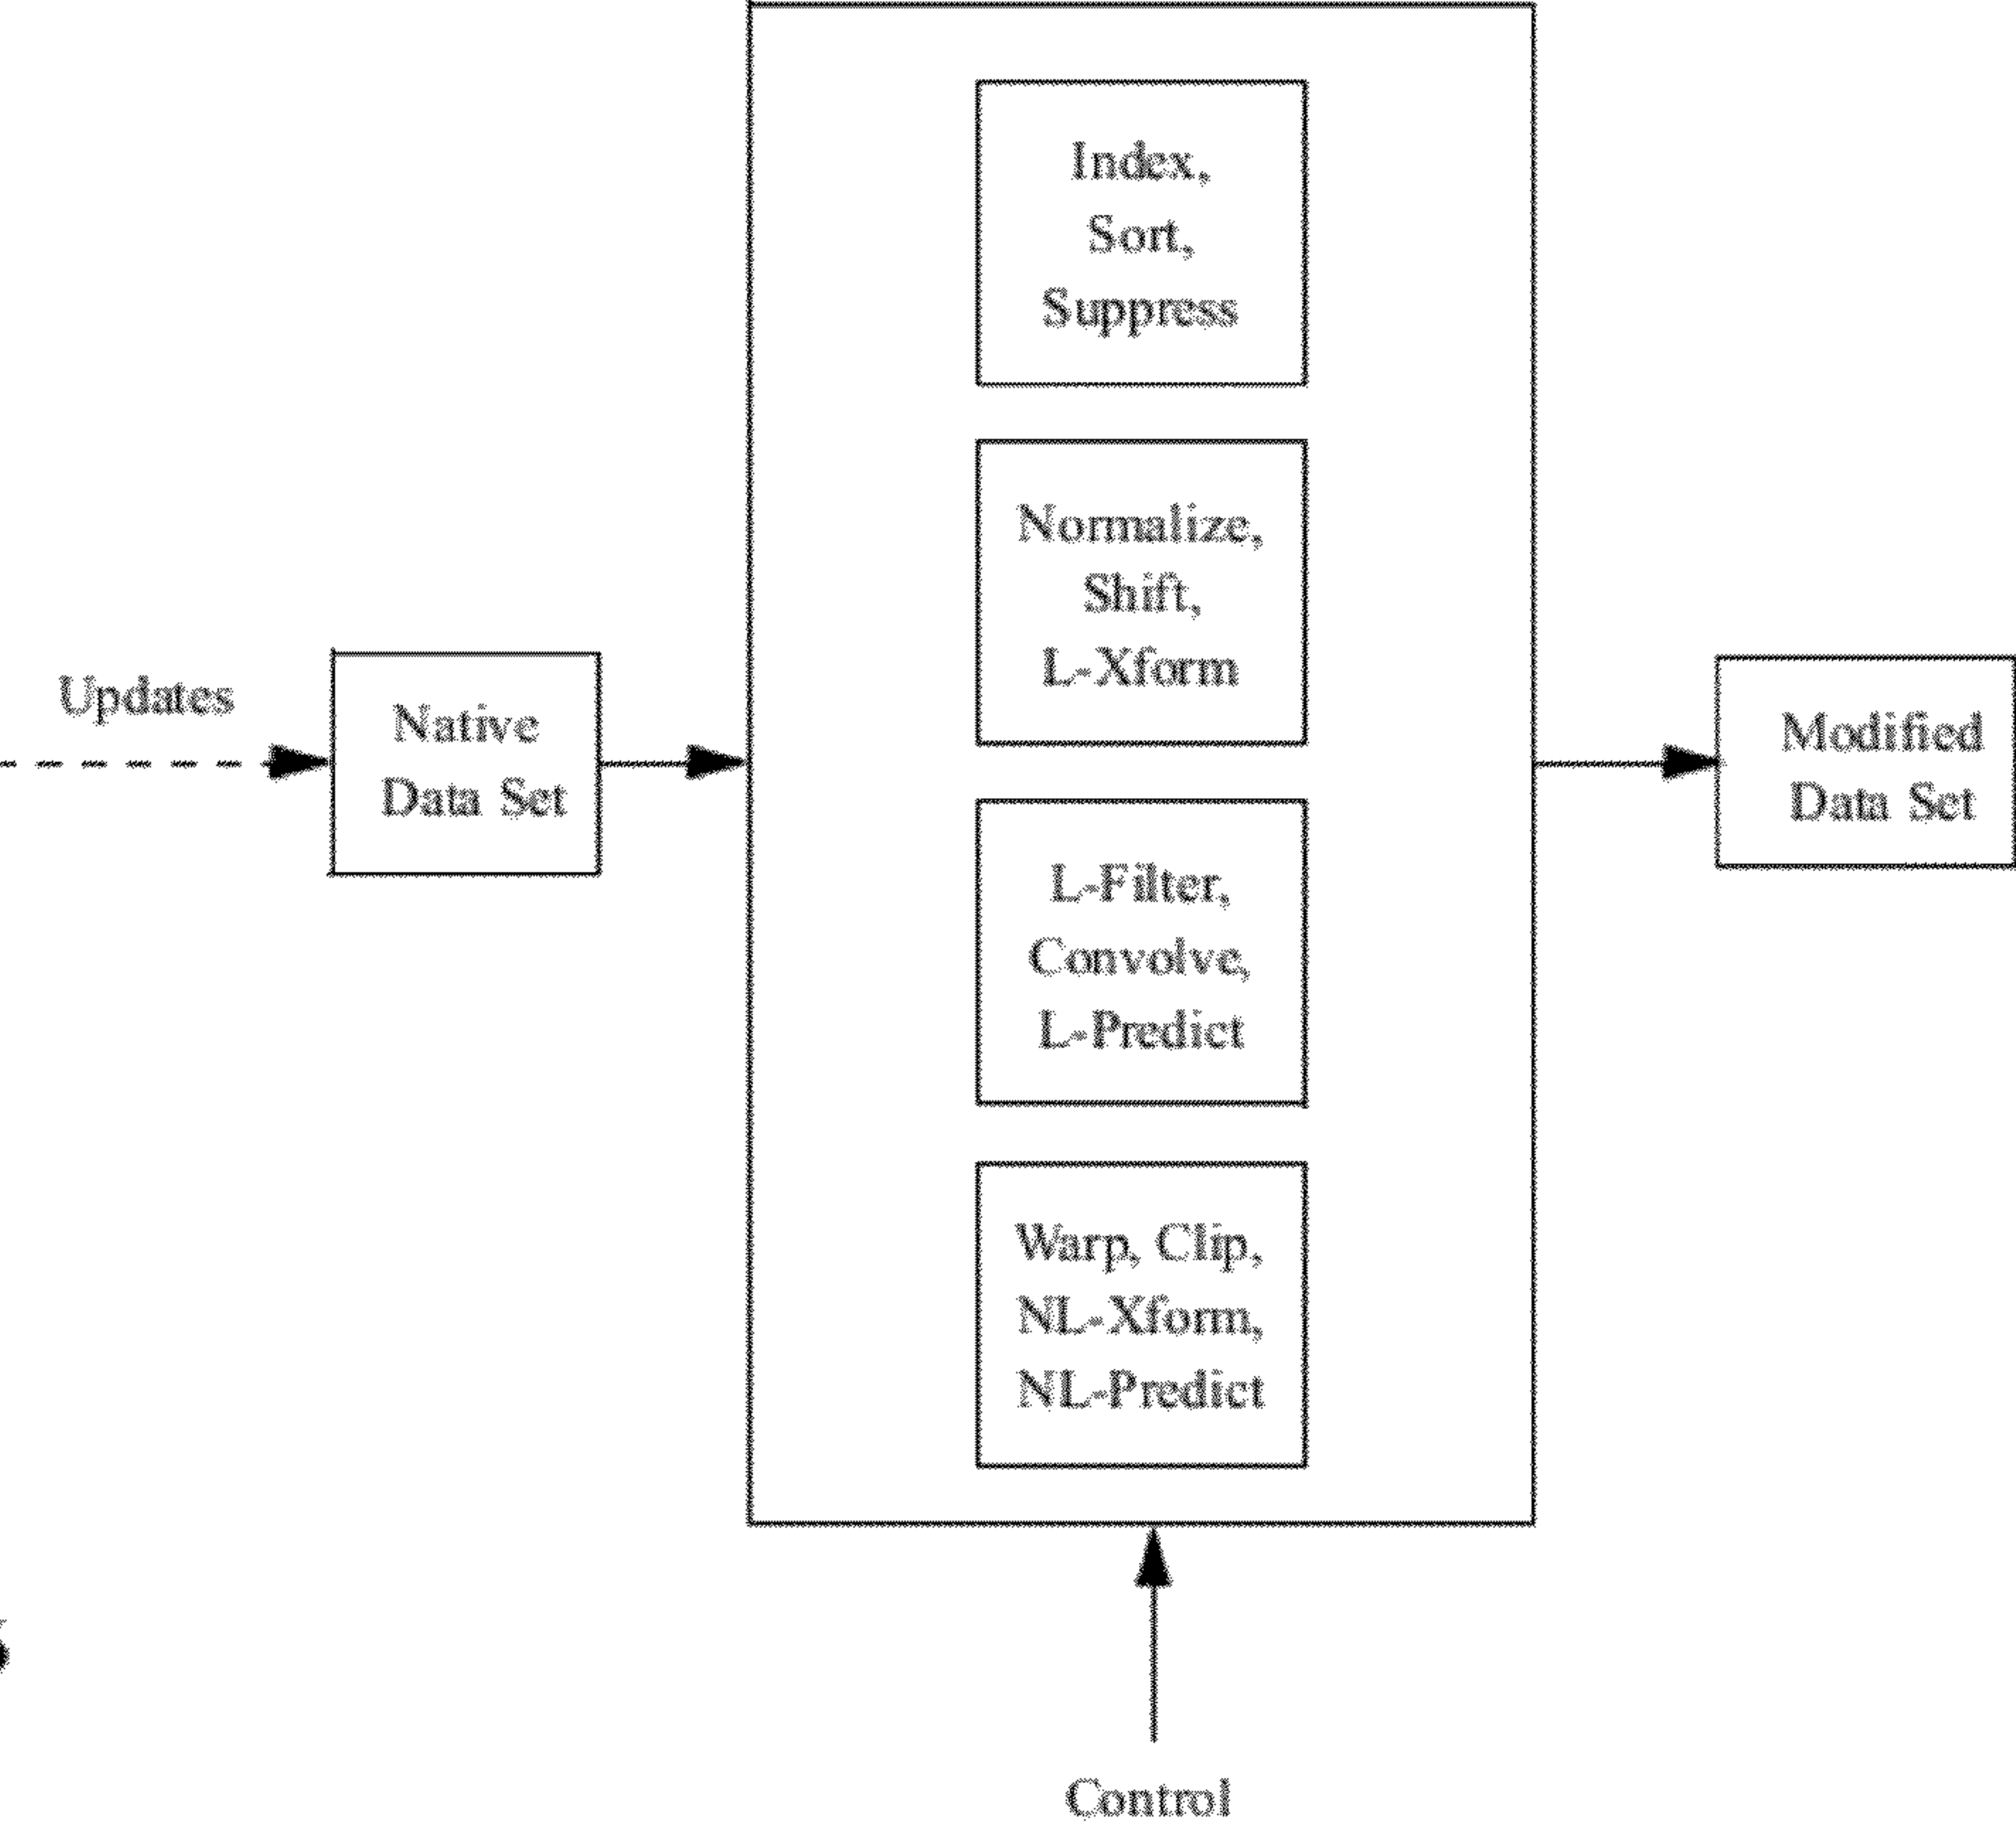 Index,
Sort,
Suppress
Normalize,
Shift,
L-Xform
Updates
Native
Data Set
Modified
Data Set
L-Filter,
Convolve,
L-Predict
Warp, Clip,
NL-Xform,
NL-Predict
Control